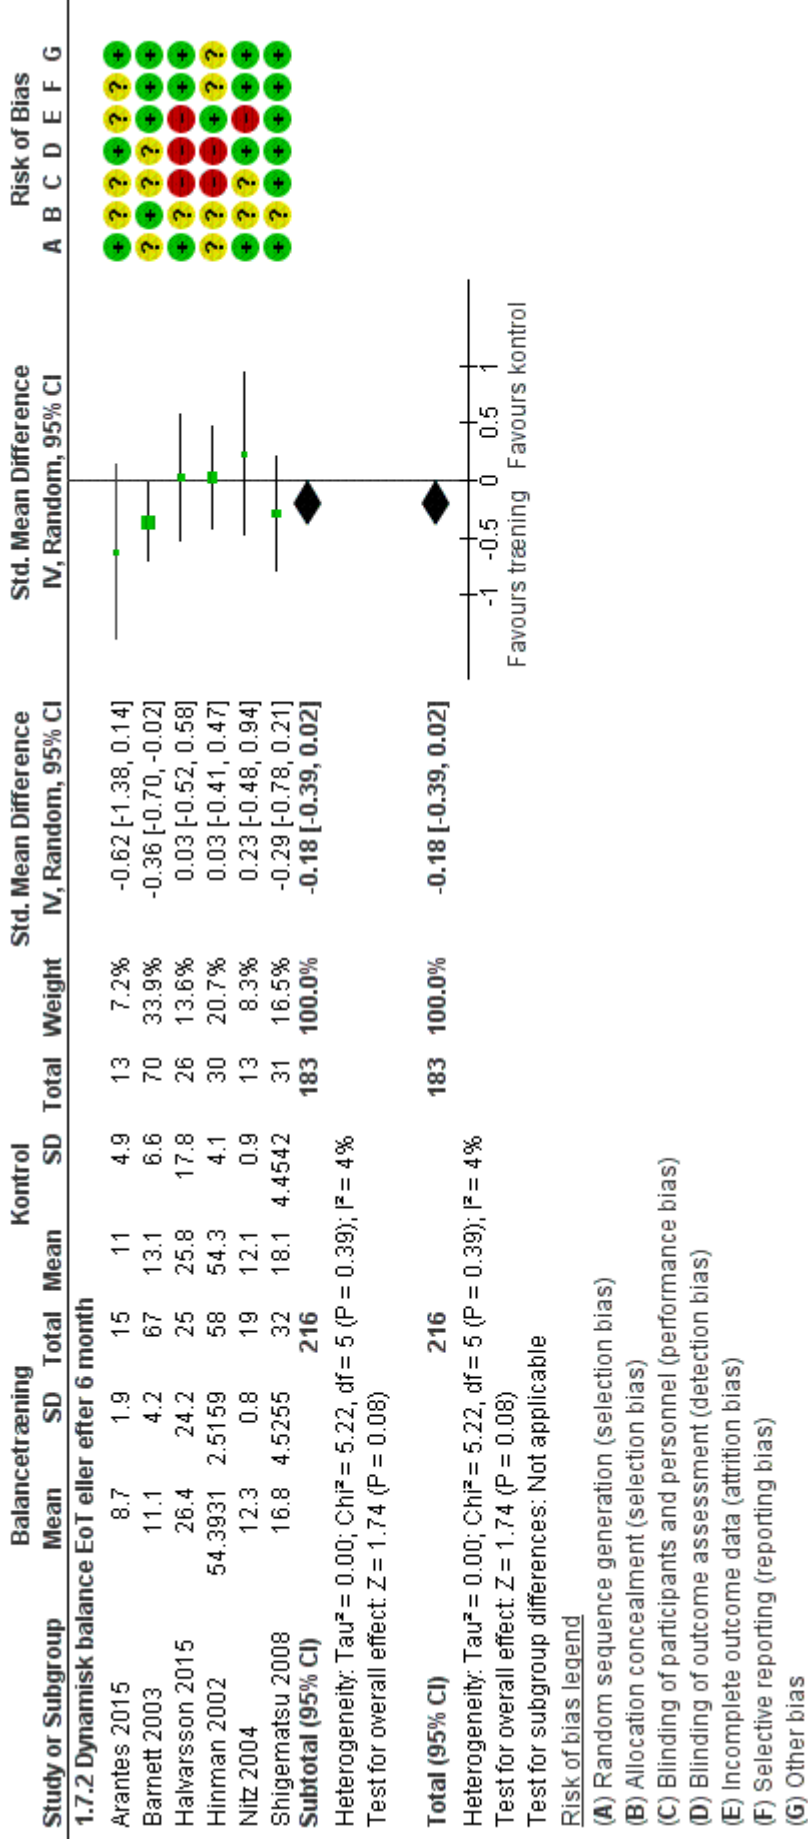 Balancetræning Kontrol Std. Mean Difference Std. Mean Difference Risk of Bias
Study or Subgroup Mean SD Total Mean SD Total Weight IV, Random, 95% CI IV, Random, 95% CI A B C D E F G
1.7.2 Dynamisk balance EoT eller efter 6 month
Arantes 2015 8.7 1.9 15 11 4.9 13 7.2% -0.62 [-1.38, 0.14] + ? ? + ? ? +
Barnett 2003 11.1 4.2 67 13.1 6.6 70 33.9% -0.36 [-0.70, -0.02] ? + ? ? + + +
Halvarsson 2015 26.4 24.2 25 25.8 17.8 26 13.6% 0.03 [-0.52, 0.58] + ? - - - + +
Hinman 2002 54.3931 2.5159 58 54.3 4.1 30 20.7% 0.03 [-0.41, 0.47] ? ? - - + ? ?
Nitz 2004 12.3 0.8 19 12.1 0.9 13 8.3% 0.23 [-0.48, 0.94] + ? ? + - + +
Shigematsu 2008 16.8 4.5255 32 18.1 4.4542 31 16.5% -0.29 [-0.78, 0.21] + ? + + + + +
Subtotal (95% CI) 216 183 100.0% -0.18 [-0.39, 0.02]
Heterogeneity: Tau² = 0.00; Chi² = 5.22, df = 5 (P = 0.39); I² = 4%
Test for overall effect: Z = 1.74 (P = 0.08)
Total (95% CI) 216 183 100.0% -0.18 [-0.39, 0.02]
Heterogeneity: Tau² = 0.00; Chi² = 5.22, df = 5 (P = 0.39); I² = 4%
Test for overall effect: Z = 1.74 (P = 0.08)
Test for subgroup differences: Not applicable
-1 -0.5 0 0.5 1
Favours træning Favours kontrol
Risk of bias legend
(A) Random sequence generation (selection bias)
(B) Allocation concealment (selection bias)
(C) Blinding of participants and personnel (performance bias)
(D) Blinding of outcome assessment (detection bias)
(E) Incomplete outcome data (attrition bias)
(F) Selective reporting (reporting bias)
(G) Other bias